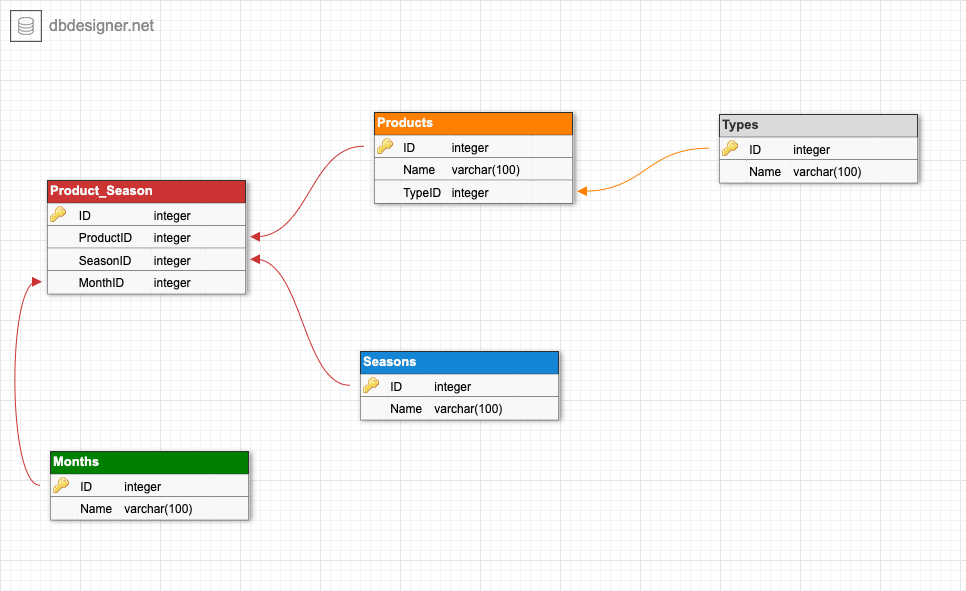 dbdesigner.net
Products
ID integer
Name varchar(100)
TypeID integer
Types
ID integer
Name varchar(100)
Product_Season
ID integer
ProductID integer
SeasonID integer
MonthID integer
Seasons
ID integer
Name varchar(100)
Months
ID integer
Name varchar(100)